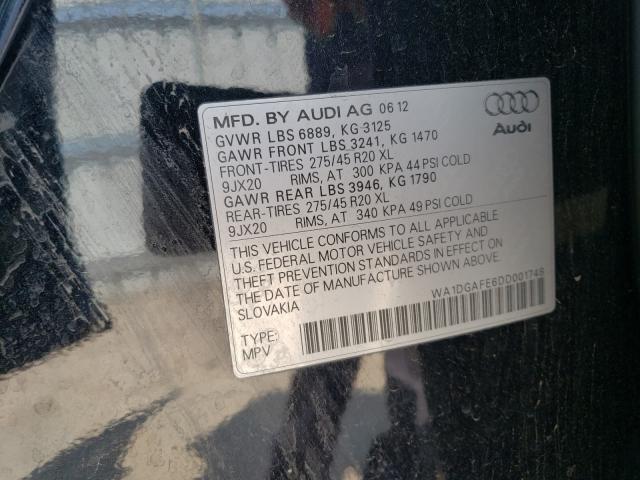 MFD. BY AUDI AG 06 12
GVWR LBS 6889, KG 3125
GAWR FRONT LBS 3241, KG 1470
FRONT-TIRES 275/45 R20 XL
9JX20 RIMS, AT 300 KPA 44 PSI COLD
GAWR REAR LBS 3946, KG 1790
REAR-TIRES 275/45 R20 XL
9JX20 RIMS, AT 340 KPA 49 PSI COLD
Audi
THIS VEHICLE CONFORMS TO ALL APPLICABLE
U.S. FEDERAL MOTOR VEHICLE SAFETY AND
THEFT PREVENTION STANDARDS IN EFFECT ON
THE DATE OF MANUFACTURE SHOWN ABOVE.
SLOVAKIA
WA1DGAFE6DD001748
TYPE:
MPV